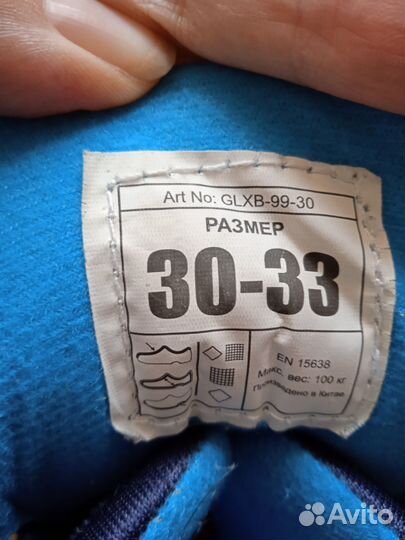 Art No: GLXB-99-30
РАЗМЕР
30-33
EN 15638
Макс. вес: 100 кг
Произведено в Китае
Avito